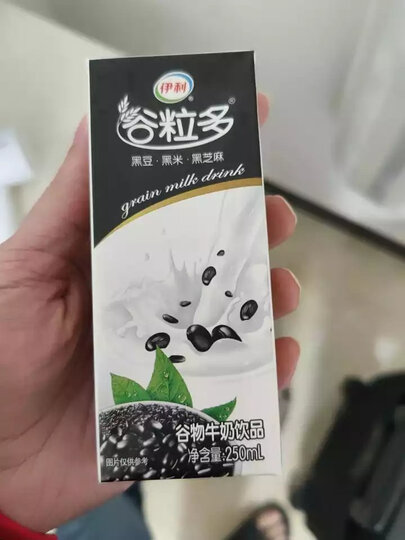 伊利®
谷粒多®
黑豆·黑米·黑芝麻
grain milk drink
谷物牛奶饮品
净含量:250mL
图片仅供参考